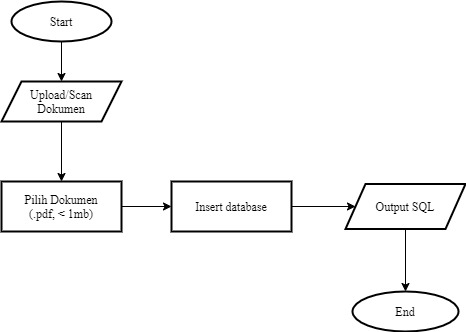 Start
Upload/Scan
Dokumen
Pilih Dokumen
(.pdf, < 1mb)
Insert database
Output SQL
End